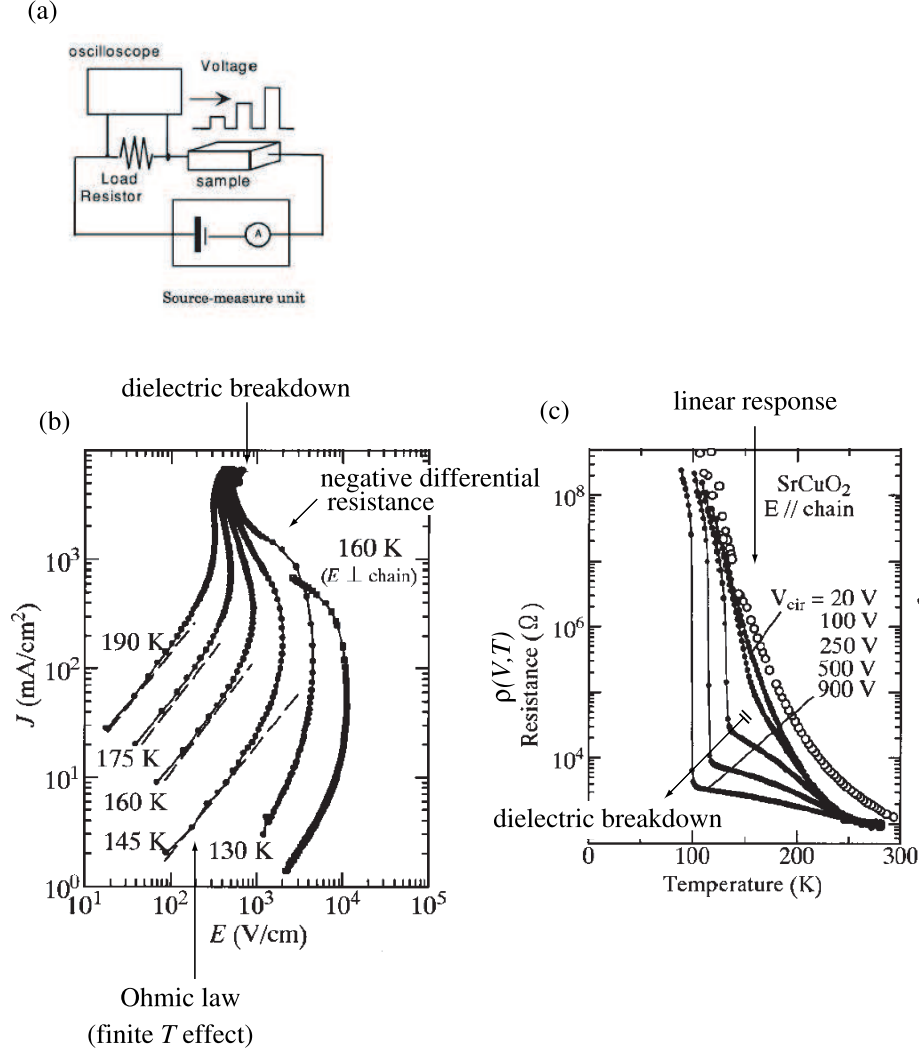 (a)
oscilloscope
Voltage
Load
Resistor
sample
A
Source-measure unit
dielectric breakdown
(b)
negative differential
resistance
160 K
(E ⊥ chain)
190 K
175 K
160 K
145 K
130 K
J (mA/cm²)
10³
10²
10¹
10⁰
10¹
10²
10³
10⁴
10⁵
E (V/cm)
Ohmic law
(finite T effect)
(c)
linear response
SrCuO₂
E // chain
V_cir = 20 V
100 V
250 V
500 V
900 V
ρ(V,T)
Resistance (Ω)
10⁸
10⁶
10⁴
dielectric breakdown
0
100
200
300
Temperature (K)